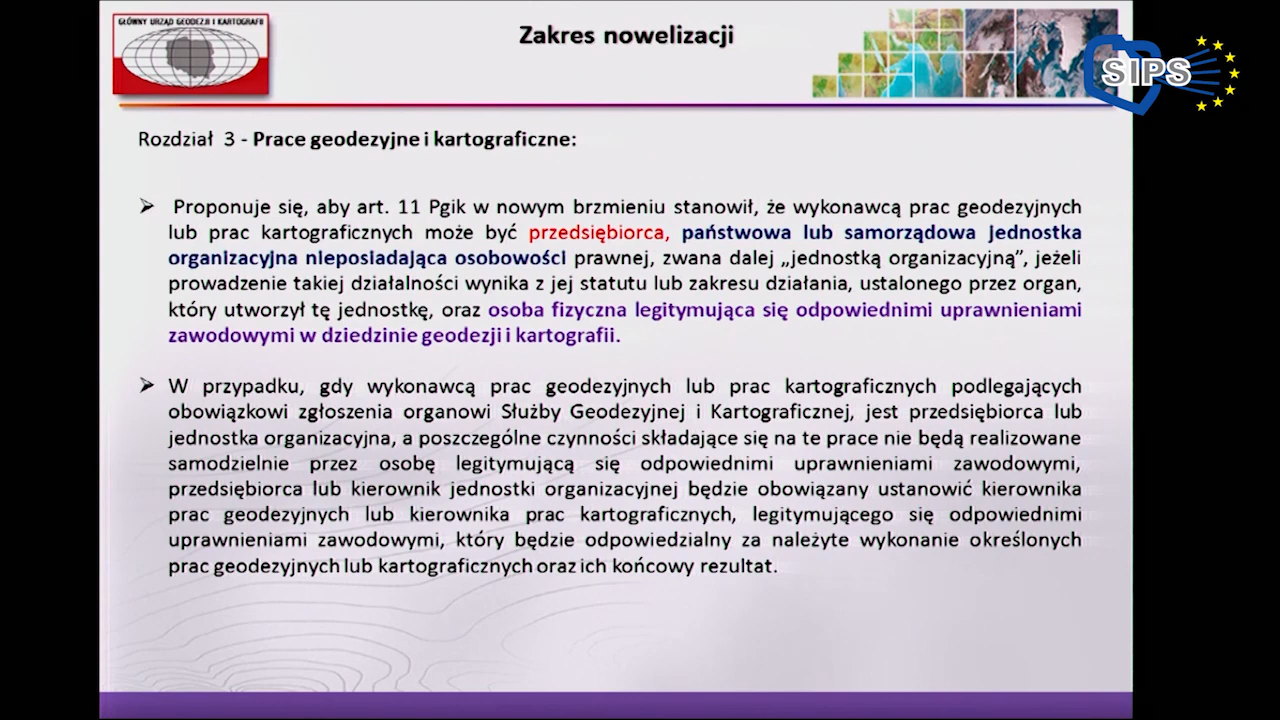 GŁÓWNY URZĄD GEODEZJI I KARTOGRAFII
Zakres nowelizacji
SIPS
Rozdział 3 - Prace geodezyjne i kartograficzne:
➢ Proponuje się, aby art. 11 Pgik w nowym brzmieniu stanowił, że wykonawcą prac geodezyjnych
lub prac kartograficznych może być przedsiębiorca, państwowa lub samorządowa jednostka
organizacyjna nieposiadająca osobowości prawnej, zwana dalej „jednostką organizacyjną”, jeżeli
prowadzenie takiej działalności wynika z jej statutu lub zakresu działania, ustalonego przez organ,
który utworzył tę jednostkę, oraz osoba fizyczna legitymująca się odpowiednimi uprawnieniami
zawodowymi w dziedzinie geodezji i kartografii.
➢ W przypadku, gdy wykonawcą prac geodezyjnych lub prac kartograficznych podlegających
obowiązkowi zgłoszenia organowi Służby Geodezyjnej i Kartograficznej, jest przedsiębiorca lub
jednostka organizacyjna, a poszczególne czynności składające się na te prace nie będą realizowane
samodzielnie przez osobę legitymującą się odpowiednimi uprawnieniami zawodowymi,
przedsiębiorca lub kierownik jednostki organizacyjnej będzie obowiązany ustanowić kierownika
prac geodezyjnych lub kierownika prac kartograficznych, legitymującego się odpowiednimi
uprawnieniami zawodowymi, który będzie odpowiedzialny za należyte wykonanie określonych
prac geodezyjnych lub kartograficznych oraz ich końcowy rezultat.